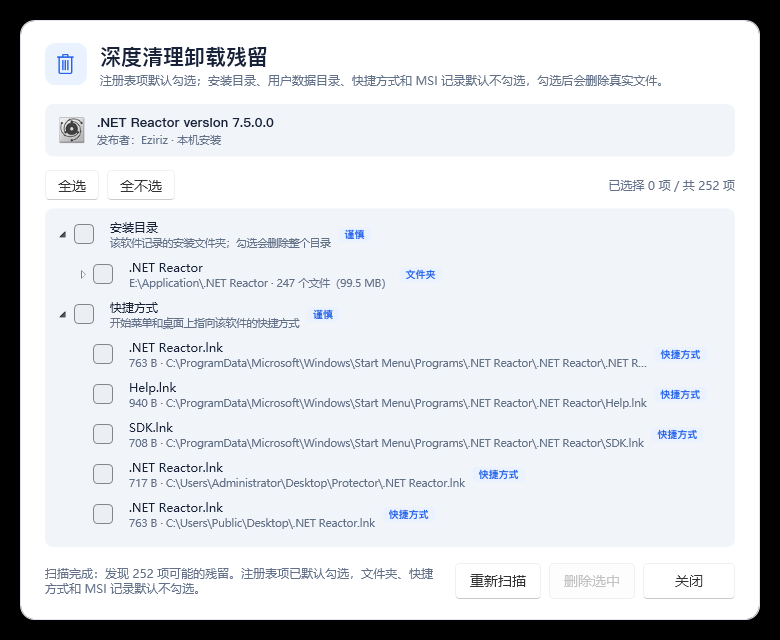 深度清理卸载残留
注册表项默认勾选；安装目录、用户数据目录、快捷方式和 MSI 记录默认不勾选，勾选后会删除真实文件。
.NET Reactor version 7.5.0.0
发布者：Eziriz · 本机安装
全选
全不选
已选择 0 项 / 共 252 项
安装目录
该软件记录的安装文件夹；勾选会删除整个目录
谨慎
.NET Reactor
E:\Application\.NET Reactor · 247 个文件（99.5 MB）
文件夹
快捷方式
开始菜单和桌面上指向该软件的快捷方式
谨慎
.NET Reactor.lnk
763 B · C:\ProgramData\Microsoft\Windows\Start Menu\Programs\.NET Reactor\.NET Reactor\.NET R...
快捷方式
Help.lnk
940 B · C:\ProgramData\Microsoft\Windows\Start Menu\Programs\.NET Reactor\.NET Reactor\Help.lnk
快捷方式
SDK.lnk
708 B · C:\ProgramData\Microsoft\Windows\Start Menu\Programs\.NET Reactor\.NET Reactor\SDK.lnk
快捷方式
.NET Reactor.lnk
717 B · C:\Users\Administrator\Desktop\Protector\.NET Reactor.lnk
快捷方式
.NET Reactor.lnk
763 B · C:\Users\Public\Desktop\.NET Reactor.lnk
快捷方式
扫描完成：发现 252 项可能的残留。注册表项已默认勾选，文件夹、快捷
方式和 MSI 记录默认不勾选。
重新扫描
删除选中
关闭